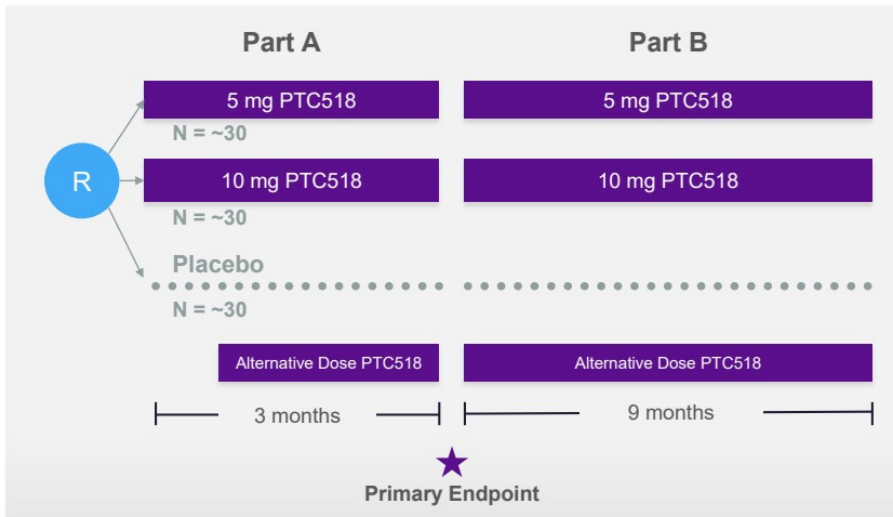 Part A
Part B
5 mg PTC518
5 mg PTC518
N = ~30
R
10 mg PTC518
10 mg PTC518
N = ~30
Placebo
N = ~30
Alternative Dose PTC518
Alternative Dose PTC518
3 months
9 months
Primary Endpoint